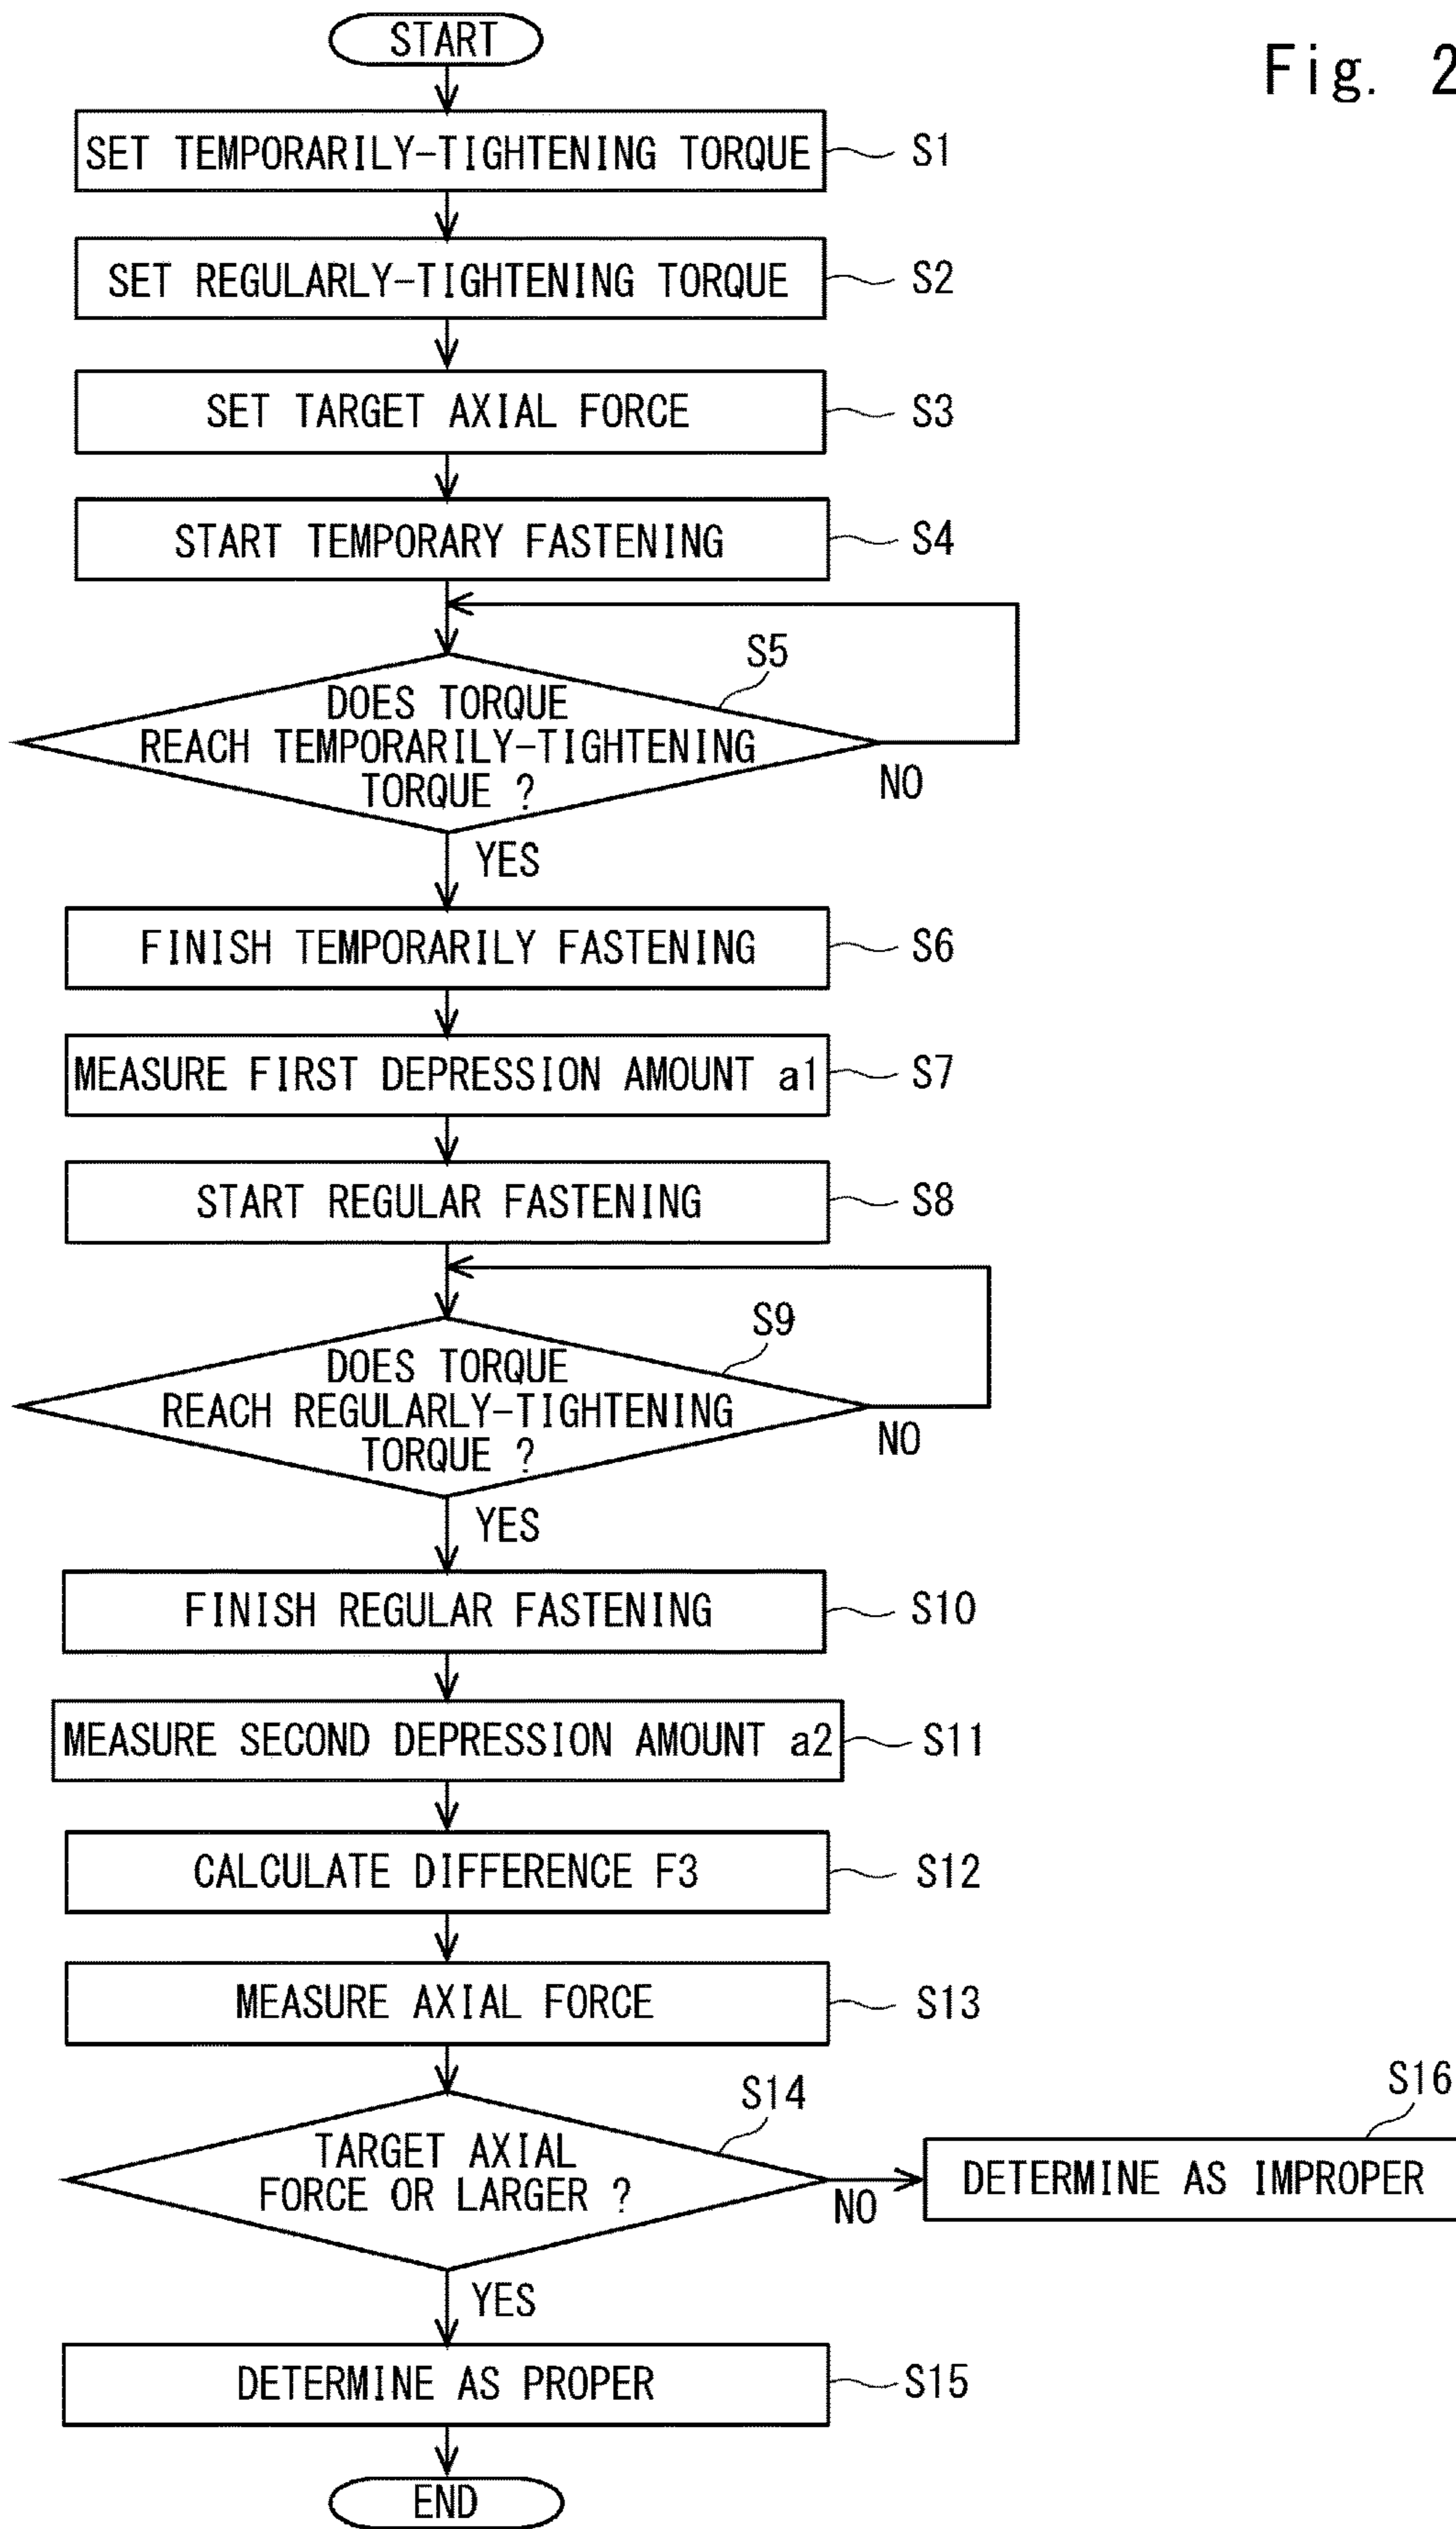 Fig. 2
START
SET TEMPORARILY-TIGHTENING TORQUE
S1
SET REGULARLY-TIGHTENING TORQUE
S2
SET TARGET AXIAL FORCE
S3
START TEMPORARY FASTENING
S4
S5
DOES TORQUE
REACH TEMPORARILY-TIGHTENING
TORQUE ?
NO
YES
FINISH TEMPORARILY FASTENING
S6
MEASURE FIRST DEPRESSION AMOUNT a1
S7
START REGULAR FASTENING
S8
S9
DOES TORQUE
REACH REGULARLY-TIGHTENING
TORQUE ?
NO
YES
FINISH REGULAR FASTENING
S10
MEASURE SECOND DEPRESSION AMOUNT a2
S11
CALCULATE DIFFERENCE F3
S12
MEASURE AXIAL FORCE
S13
S14
TARGET AXIAL
FORCE OR LARGER ?
NO
S16
DETERMINE AS IMPROPER
YES
DETERMINE AS PROPER
S15
END